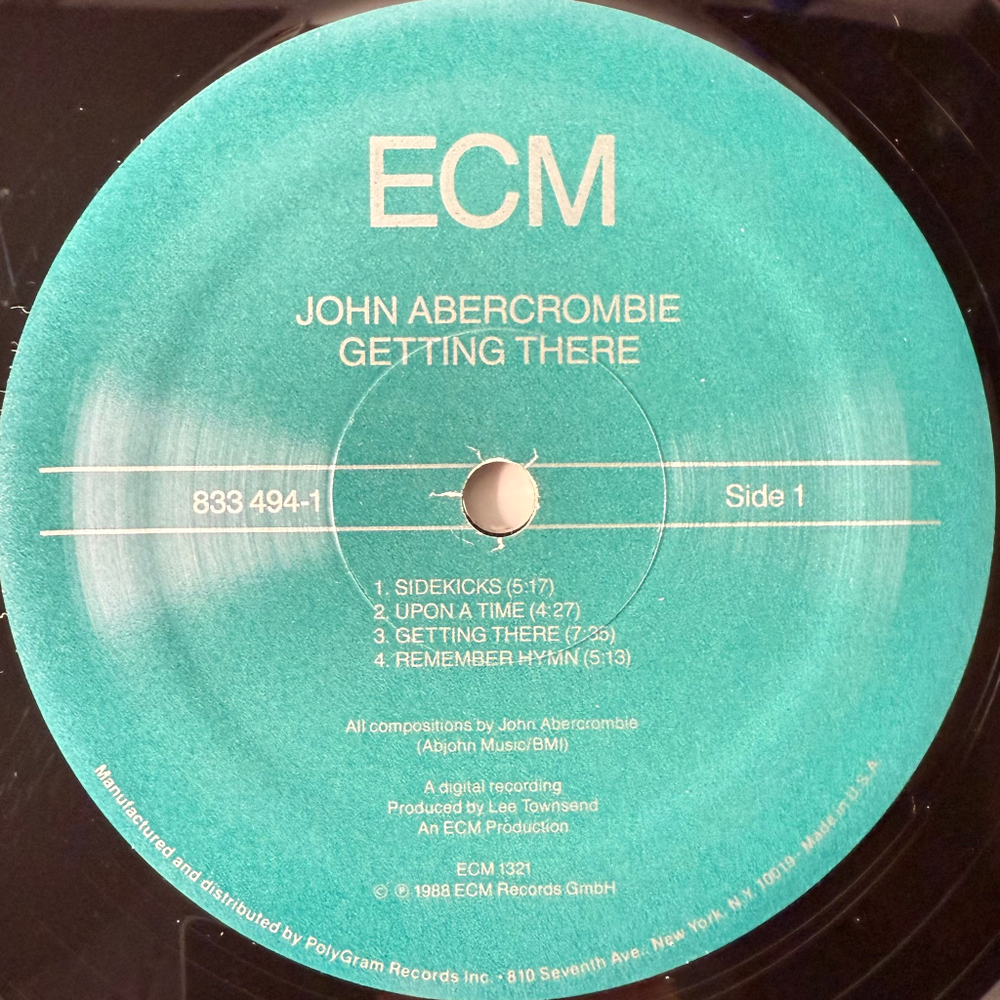 ECM
JOHN ABERCROMBIE
GETTING THERE
833 494-1
Side 1
1. SIDEKICKS (5:17)
2. UPON A TIME (4:27)
3. GETTING THERE (7:35)
4. REMEMBER HYMN (5:13)
All compositions by John Abercrombie
(Abjohn Music/BMI)
A digital recording
Produced by Lee Townsend
An ECM Production
ECM 1321
© ℗ 1988 ECM Records GmbH
Manufactured and distributed by PolyGram Records Inc. · 810 Seventh Ave., New York, N.Y. 10019 - Made in U.S.A.